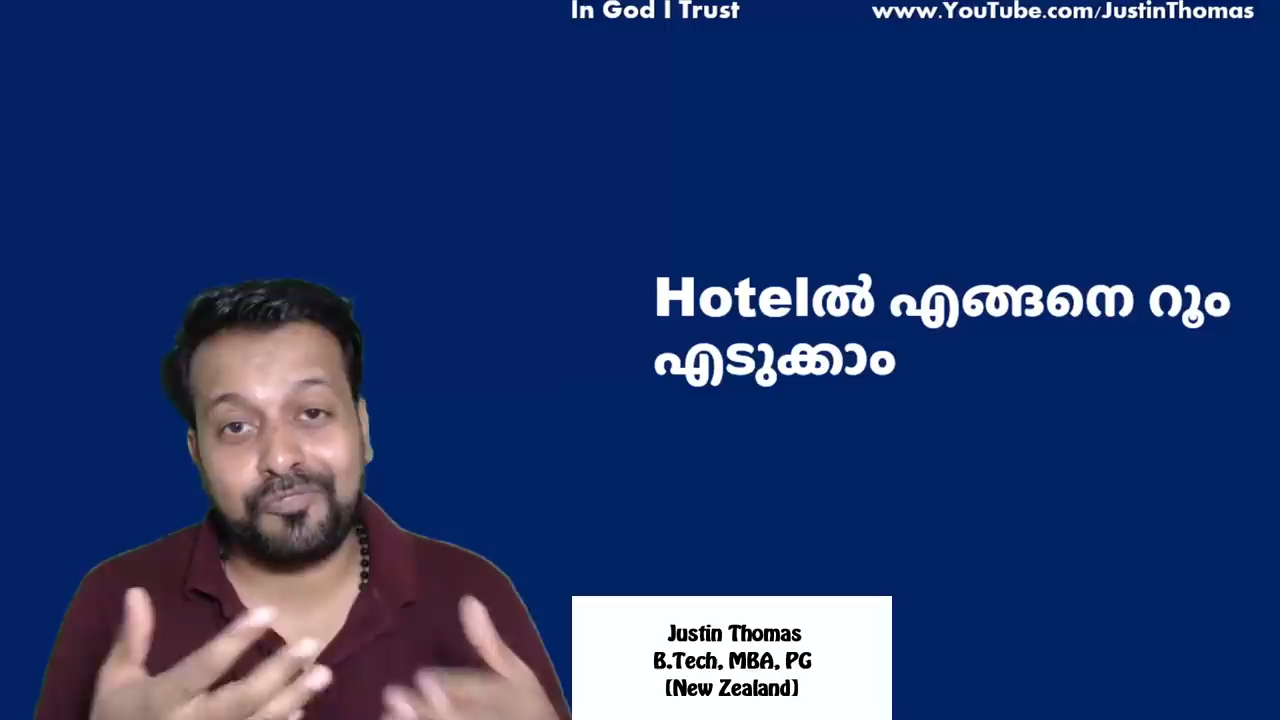 In God I Trust
www.YouTube.com/JustinThomas
Hotelൽ എങ്ങനെ റൂം
എടുക്കാം
Justin Thomas
B.Tech, MBA, PG
(New Zealand)